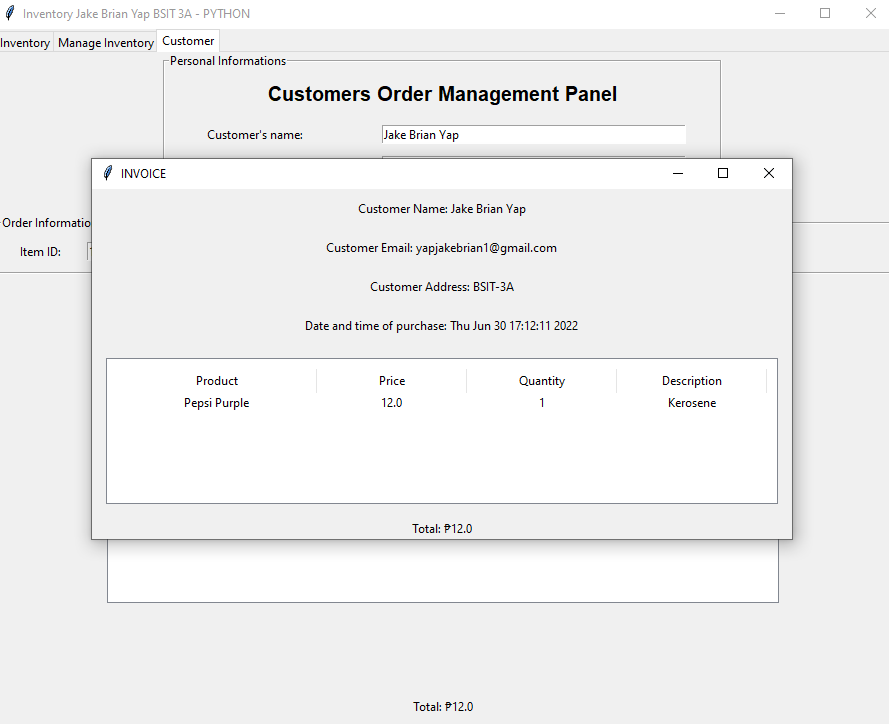 Inventory Jake Brian Yap BSIT 3A - PYTHON
Inventory Manage Inventory Customer
Personal Informations
Customers Order Management Panel
Customer's name: Jake Brian Yap
INVOICE
Customer Name: Jake Brian Yap
Order Informatio
Customer Email: yapjakebrian1@gmail.com
Item ID:
Customer Address: BSIT-3A
Date and time of purchase: Thu Jun 30 17:12:11 2022
Product Price Quantity Description
Pepsi Purple 12.0 1 Kerosene
Total: ₱12.0
Total: ₱12.0